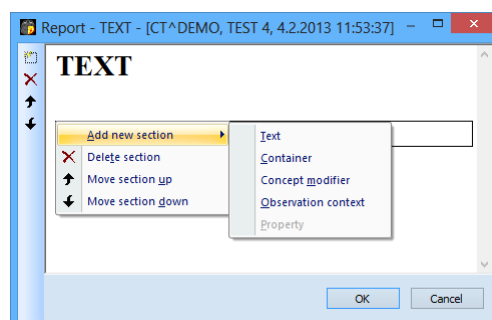 Report - TEXT - [CT^DEMO, TEST 4, 4.2.2013 11:53:37]
TEXT
Add new section
Delete section
Move section up
Move section down
Text
Container
Concept modifier
Observation context
Property
OK
Cancel